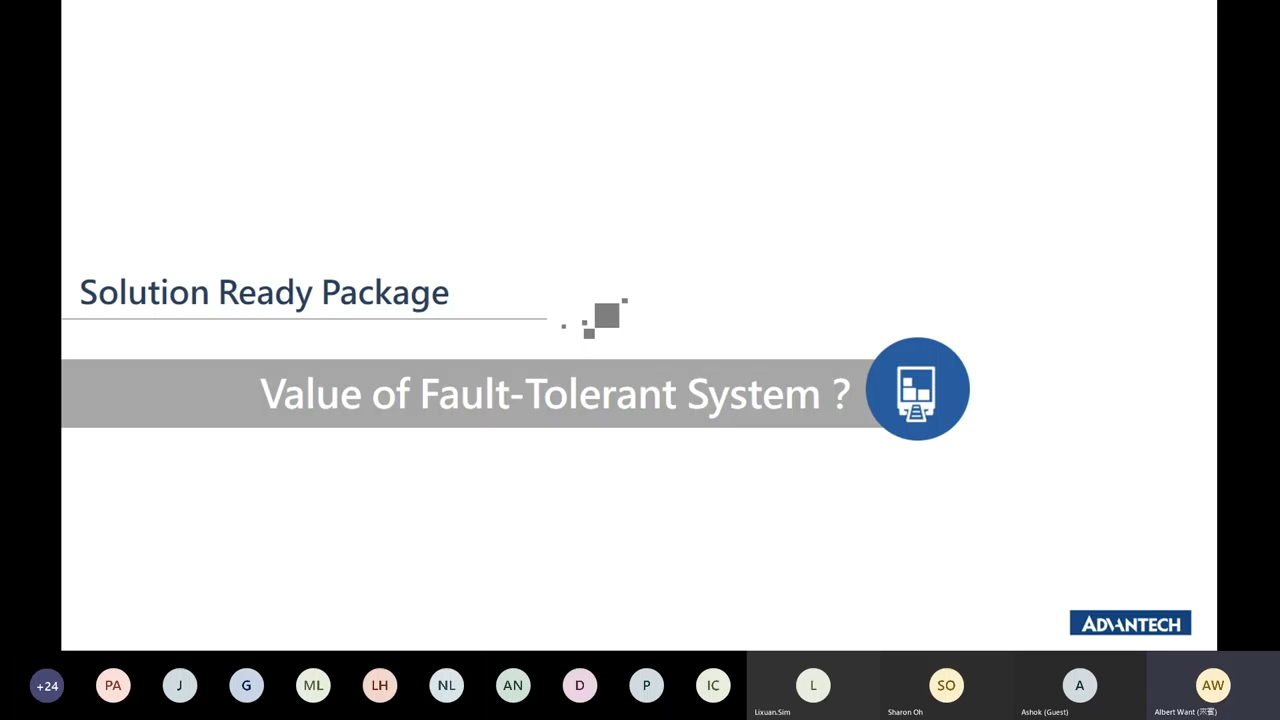 Solution Ready Package
Value of Fault-Tolerant System ?
ADVANTECH
+24
PA
J
G
ML
LH
NL
AN
D
P
IC
L
SO
A
AW
Lixuan.Sim
Sharon Oh
Ashok (Guest)
Albert Want